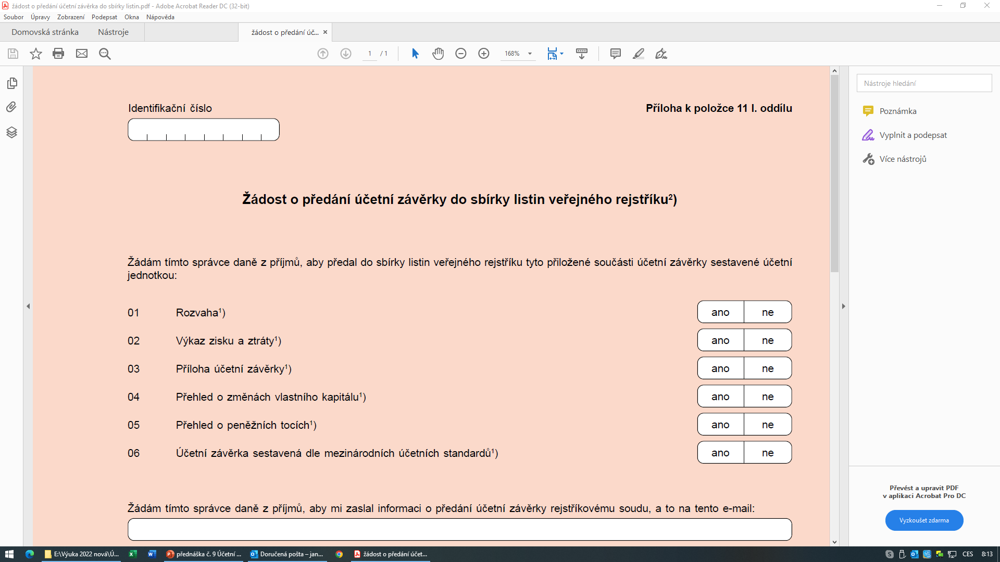 žádost o předání účetní závěrka do sbírky listin.pdf - Adobe Acrobat Reader DC (32-bit)
Soubor Úpravy Zobrazení Podepsat Okna Nápověda
Domovská stránka Nástroje žádost o předání úč... ×
1 / 1 168%
Nástroje hledání
Poznámka
Vyplnit a podepsat
Více nástrojů
Identifikační číslo
Příloha k položce 11 I. oddílu
Žádost o předání účetní závěrky do sbírky listin veřejného rejstříku²)
Žádám tímto správce daně z příjmů, aby předal do sbírky listin veřejného rejstříku tyto přiložené součásti účetní závěrky sestavené účetní
jednotkou:
01 Rozvaha¹) ano ne
02 Výkaz zisku a ztráty¹) ano ne
03 Příloha účetní závěrky¹) ano ne
04 Přehled o změnách vlastního kapitálu¹) ano ne
05 Přehled o peněžních tocích¹) ano ne
06 Účetní závěrka sestavená dle mezinárodních účetních standardů¹) ano ne
Žádám tímto správce daně z příjmů, aby mi zaslal informaci o předání účetní závěrky rejstříkovému soudu, a to na tento e-mail:
Převést a upravit PDF
v aplikaci Acrobat Pro DC
Vyzkoušet zdarma
E:\Výuka 2022 nová\Ú... přednáška č. 9 Účetní ... Doručená pošta – jan... žádost o předání účet... CES 8:13